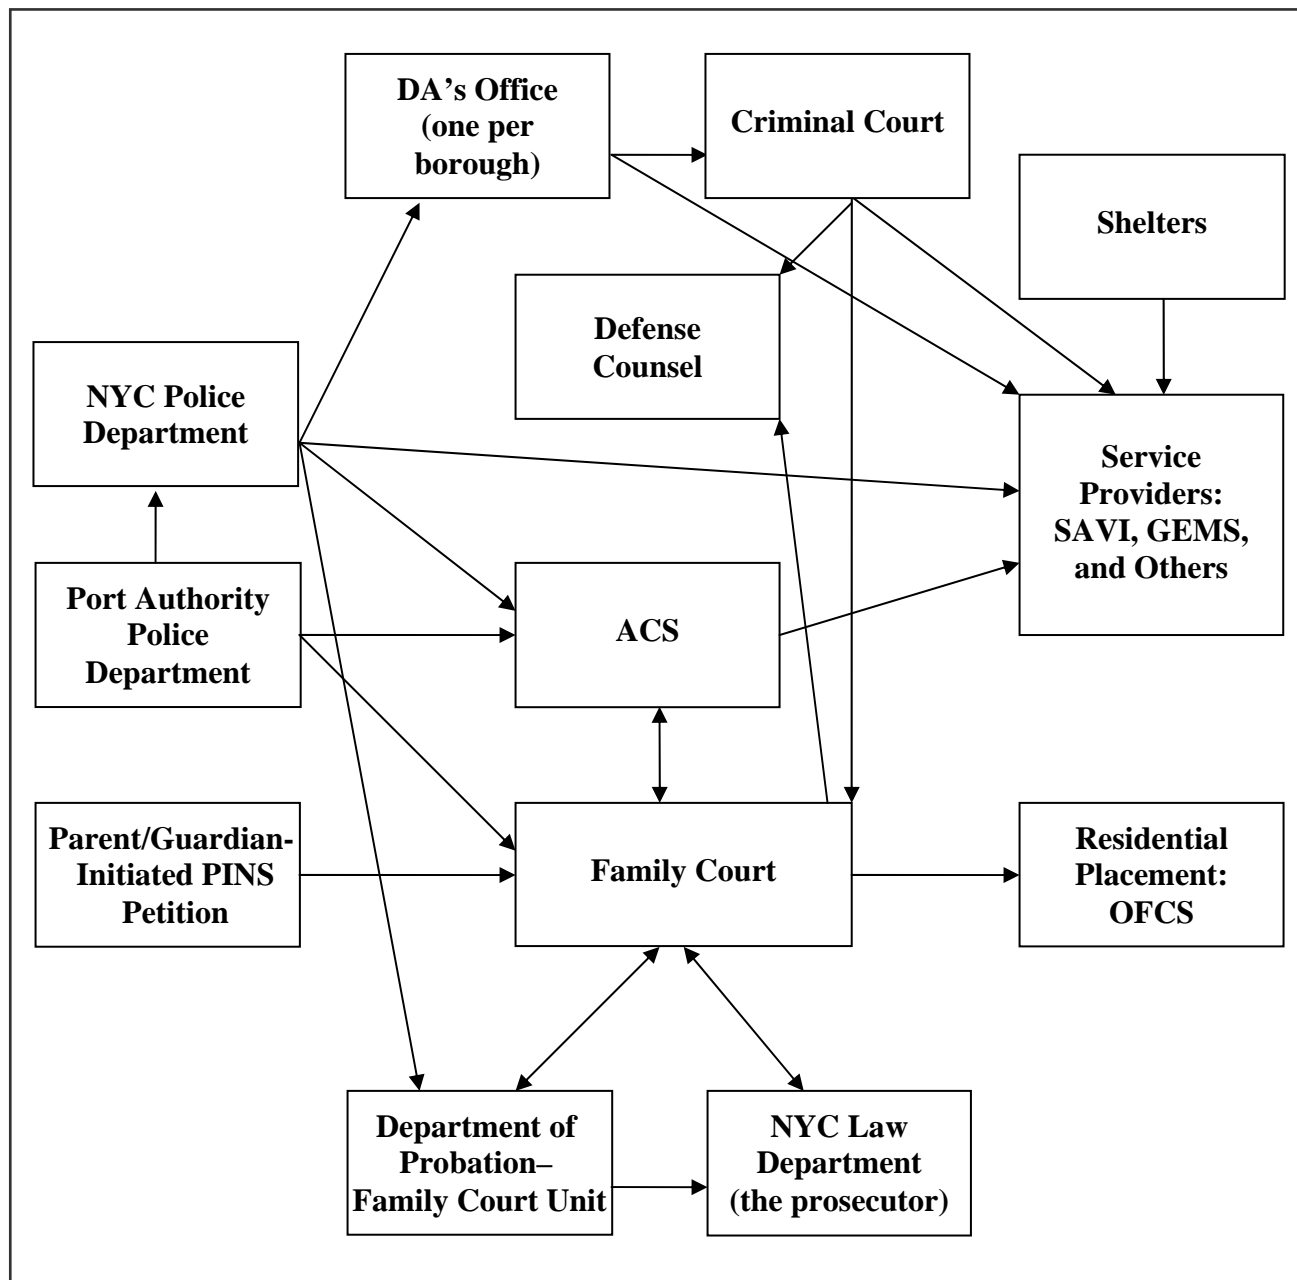 DA’s Office
(one per
borough)
Criminal Court
Shelters
Defense
Counsel
NYC Police
Department
Service
Providers:
SAVI, GEMS,
and Others
Port Authority
Police
Department
ACS
Parent/Guardian-
Initiated PINS
Petition
Family Court
Residential
Placement:
OFCS
Department of
Probation–
Family Court Unit
NYC Law
Department
(the prosecutor)